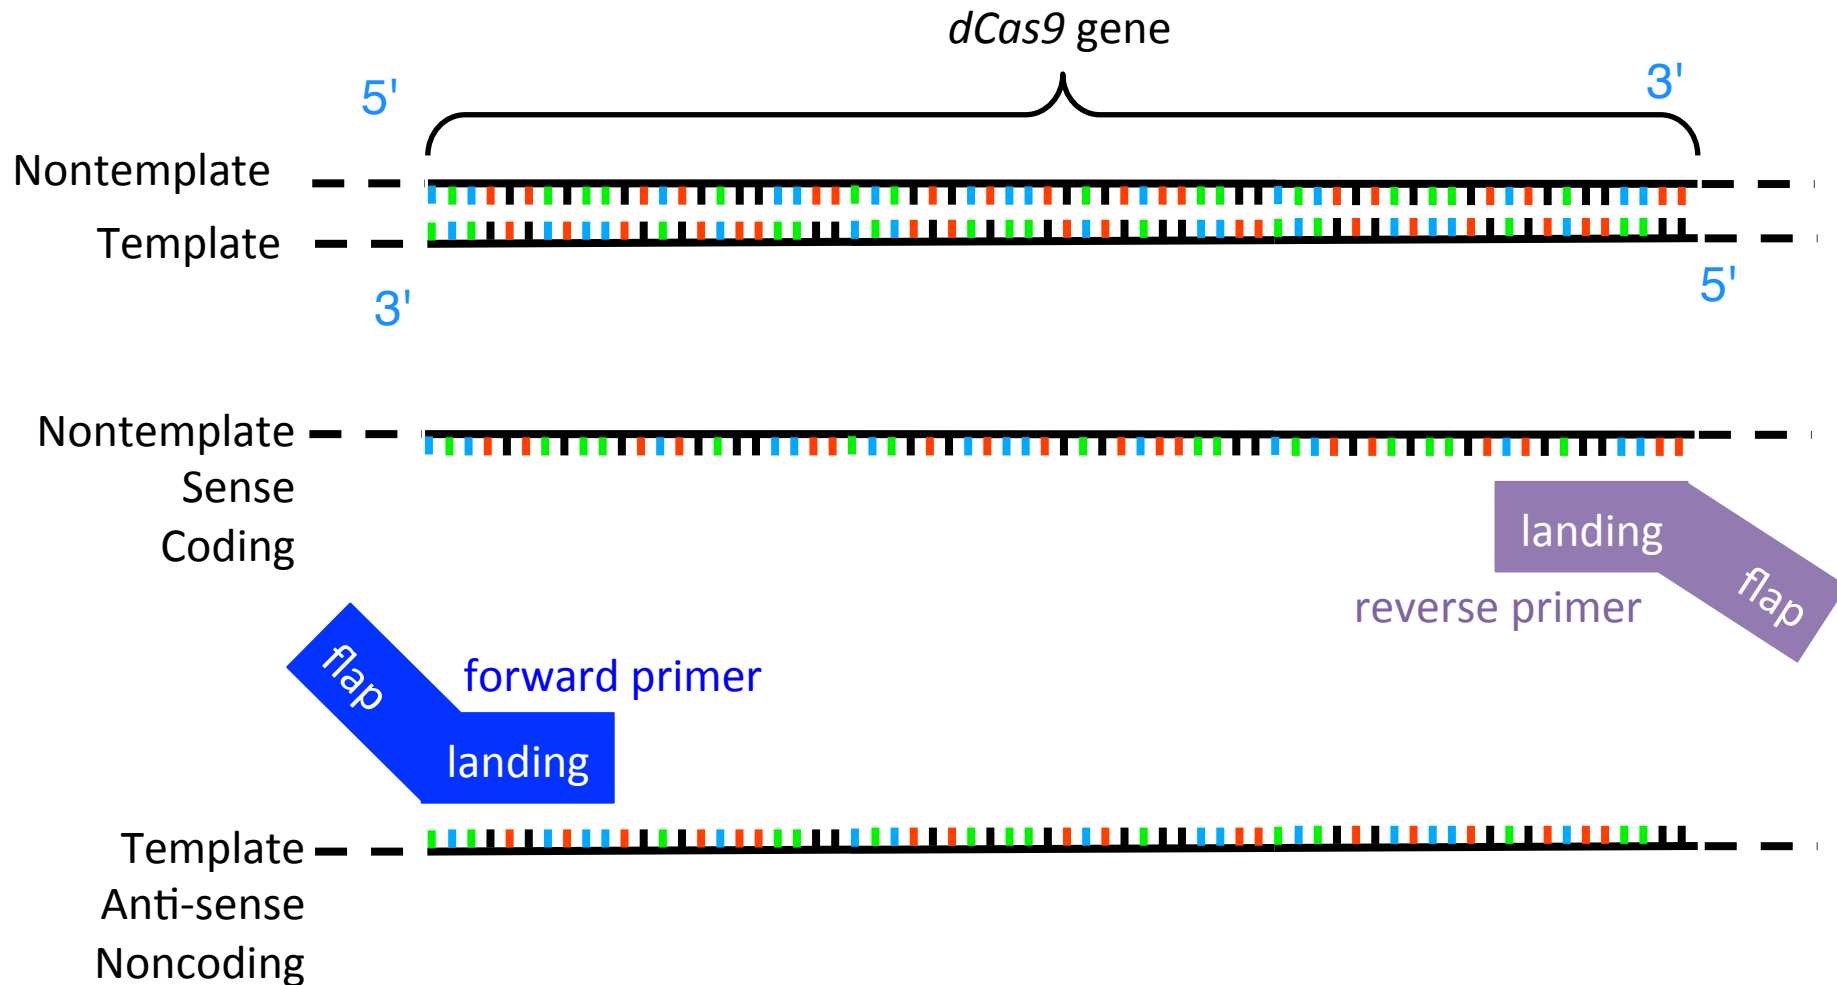 dCas9 gene
5'
3'
Nontemplate
Template
3'
5'
Nontemplate
Sense
Coding
landing
flap
reverse primer
flap
forward primer
landing
Template
Anti-sense
Noncoding